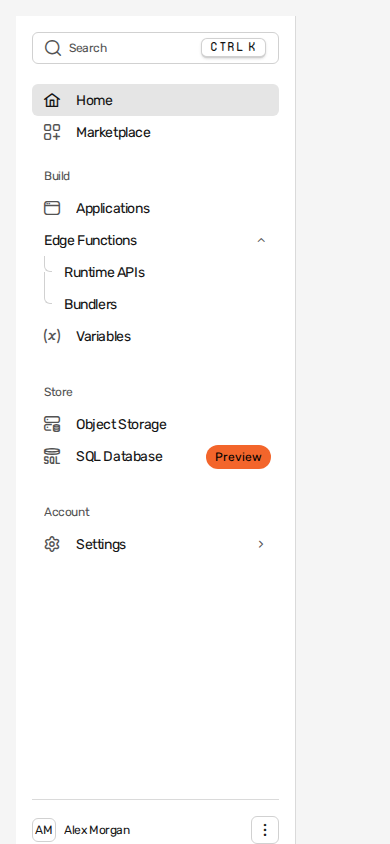 Search CTRL K
Home
Marketplace
Build
Applications
Edge Functions
Runtime APIs
Bundlers
(x) Variables
Store
Object Storage
SQL SQL Database Preview
Account
Settings
AM Alex Morgan